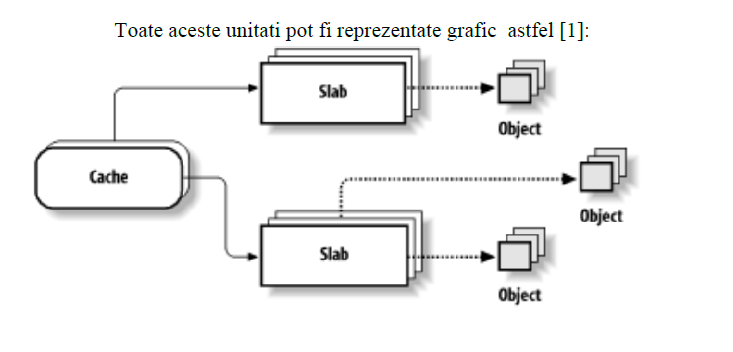 Toate aceste unitati pot fi reprezentate grafic  astfel [1]:
Slab
Object
Cache
Object
Slab
Object